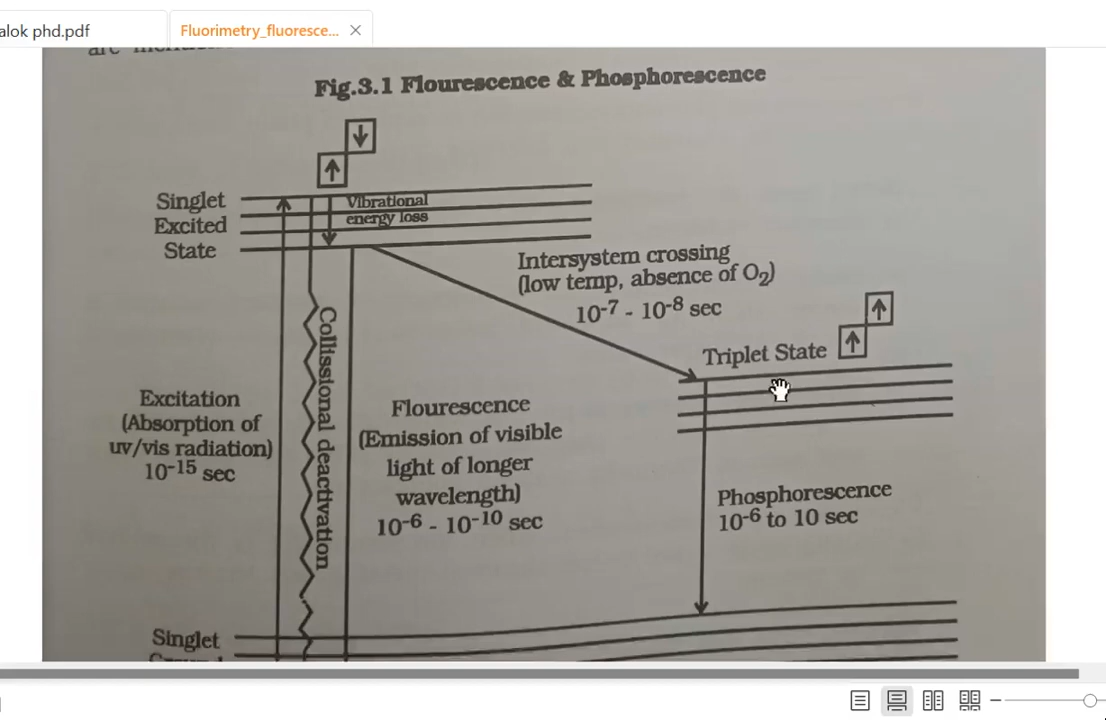 alok phd.pdf
Fluorimetry_fluoresce...
Fig.3.1 Flourescence & Phosphorescence
Singlet
Excited
State
Vibrational
energy loss
Intersystem crossing
(low temp, absence of O₂)
10⁻⁷ - 10⁻⁸ sec
Triplet State
Excitation
(Absorption of
uv/vis radiation)
10⁻¹⁵ sec
Collissional deactivation
Flourescence
(Emission of visible
light of longer
wavelength)
10⁻⁶ - 10⁻¹⁰ sec
Phosphorescence
10⁻⁶ to 10 sec
Singlet